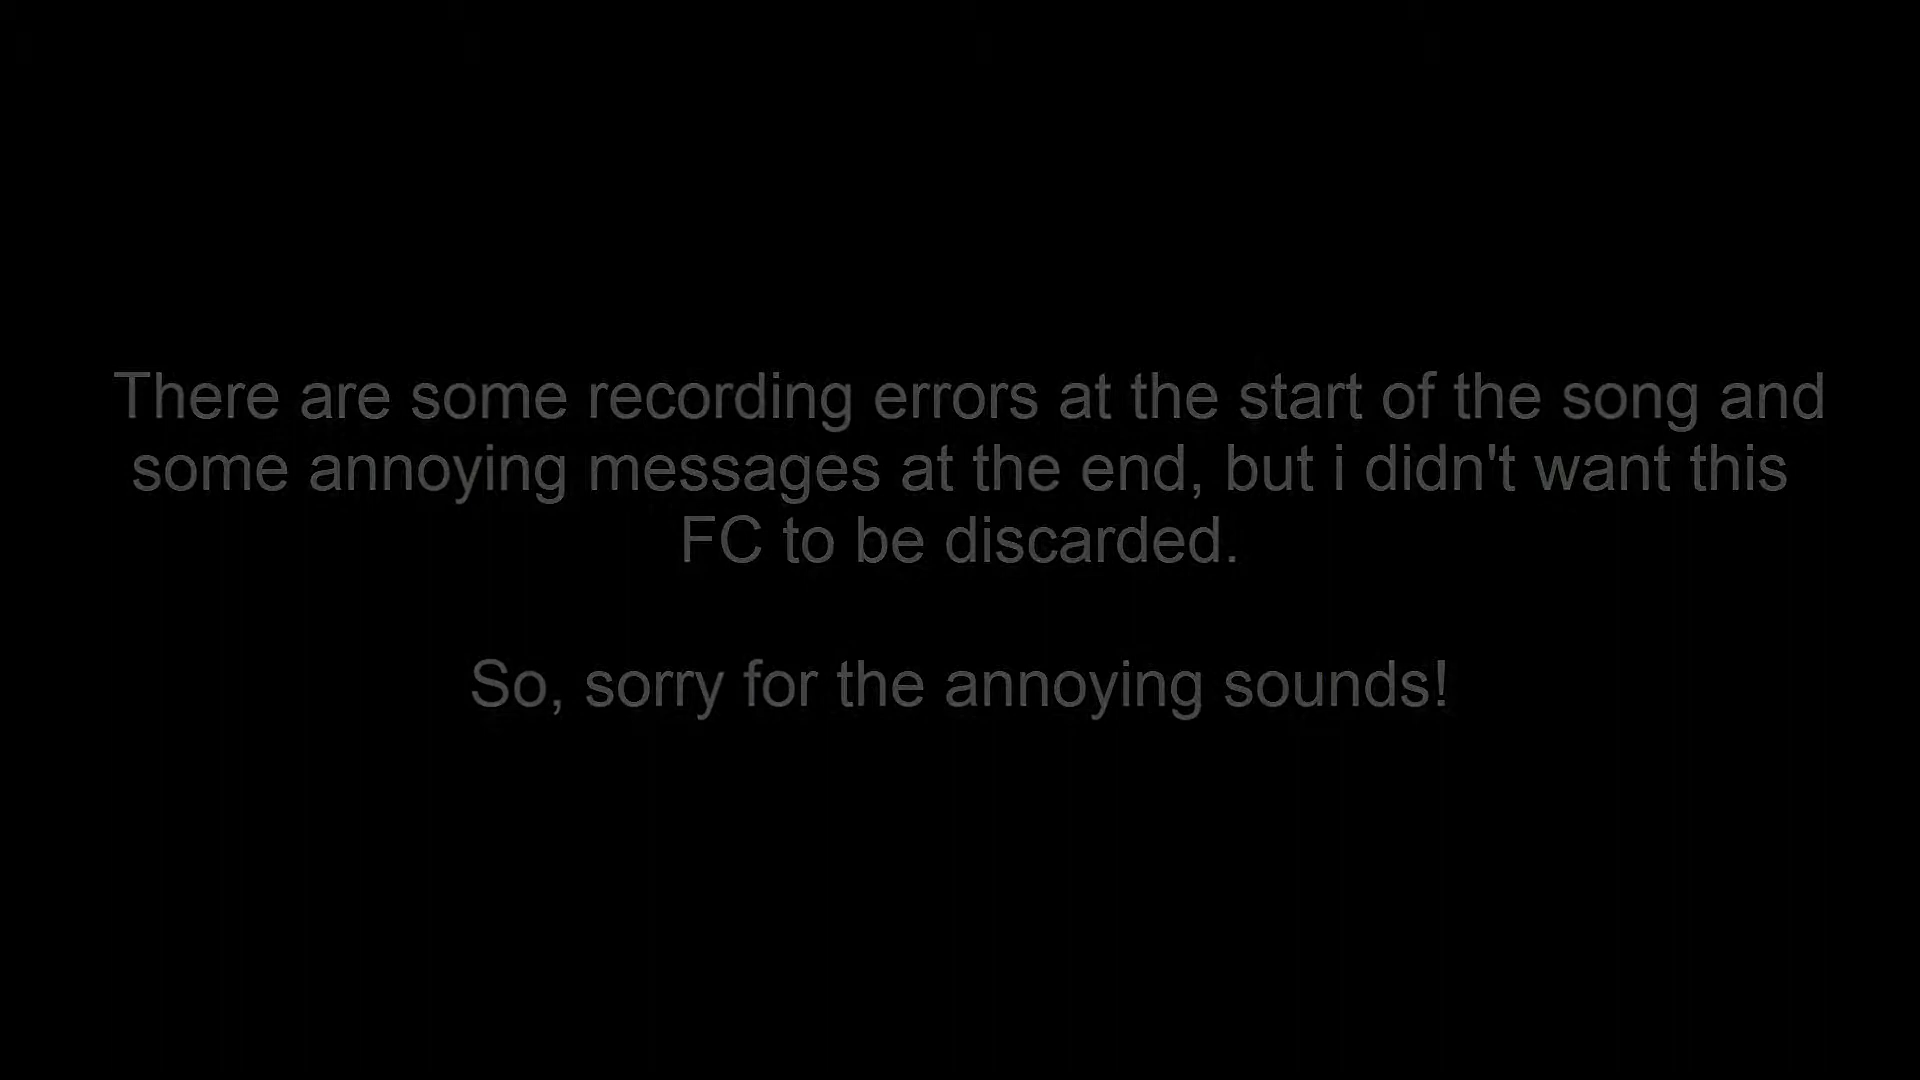 There are some recording errors at the start of the song and
some annoying messages at the end, but i didn't want this
FC to be discarded.
So, sorry for the annoying sounds!